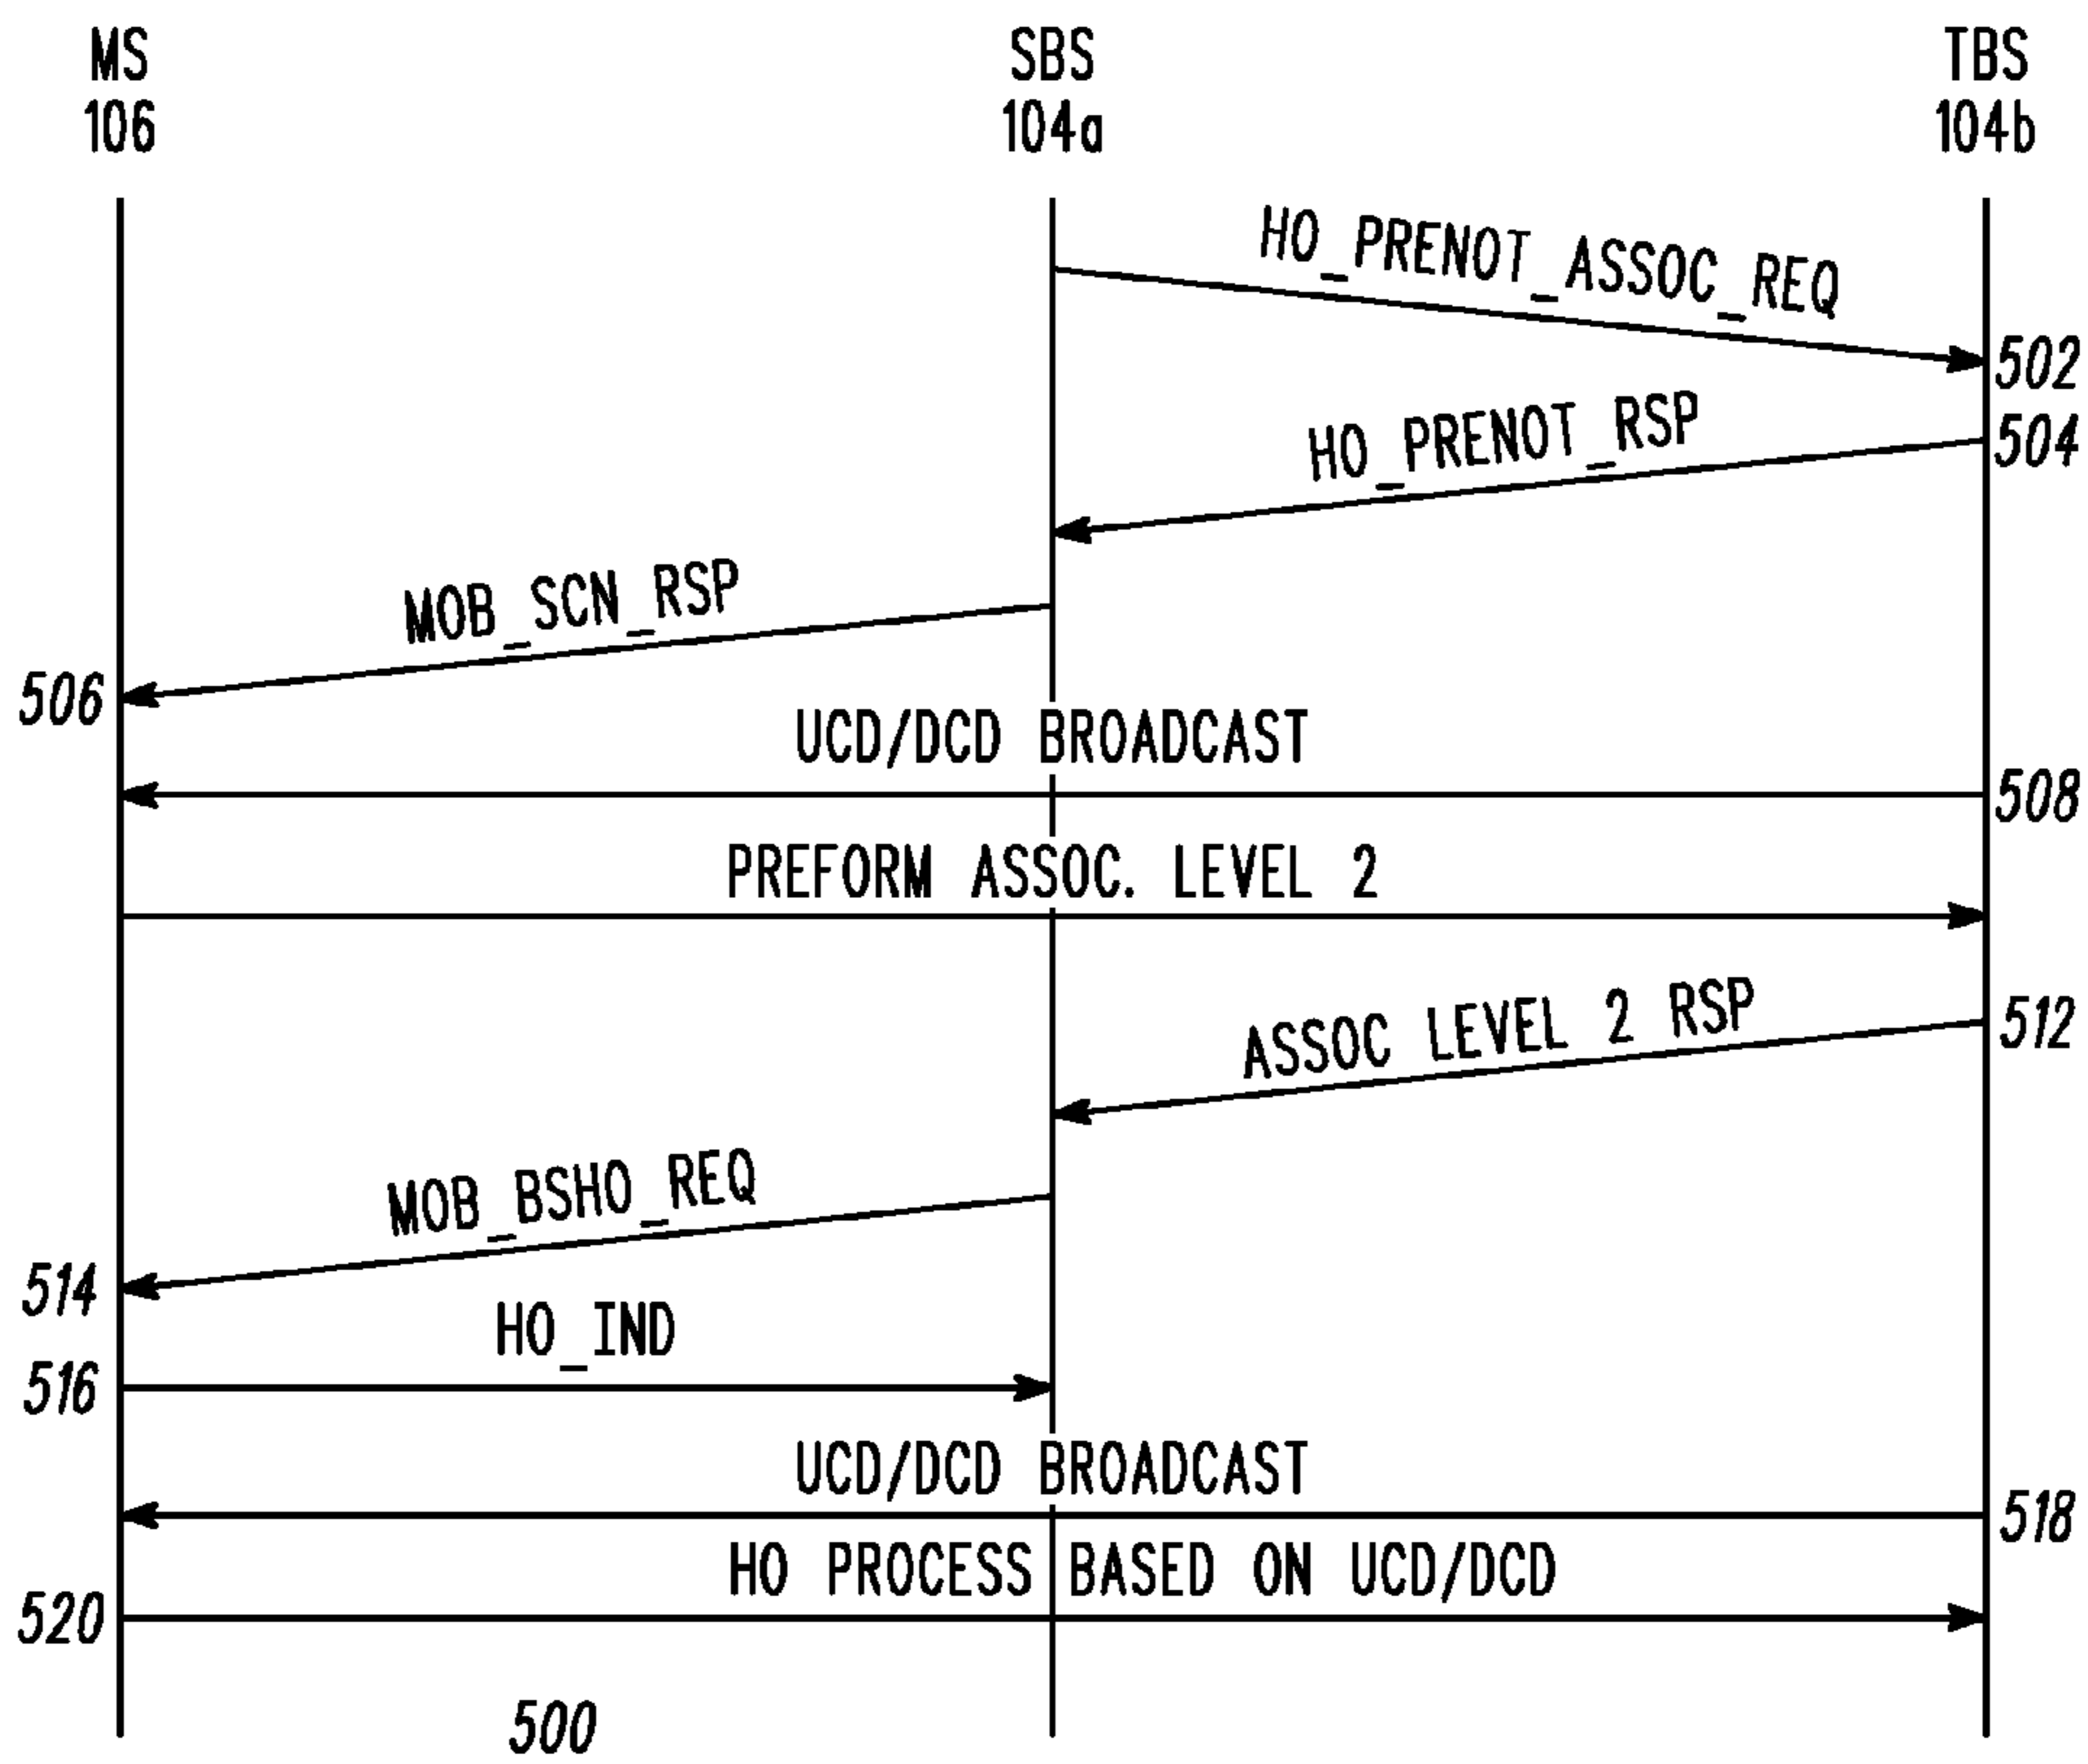 MS
106
SBS
104a
TBS
104b
HO_PRENOT_ASSOC_REQ
502
HO_PRENOT_RSP
504
MOB_SCN_RSP
506
UCD/DCD BROADCAST
508
PREFORM ASSOC. LEVEL 2
ASSOC LEVEL 2 RSP
512
MOB_BSHO_REQ
514
HO_IND
516
UCD/DCD BROADCAST
518
HO PROCESS BASED ON UCD/DCD
520
500